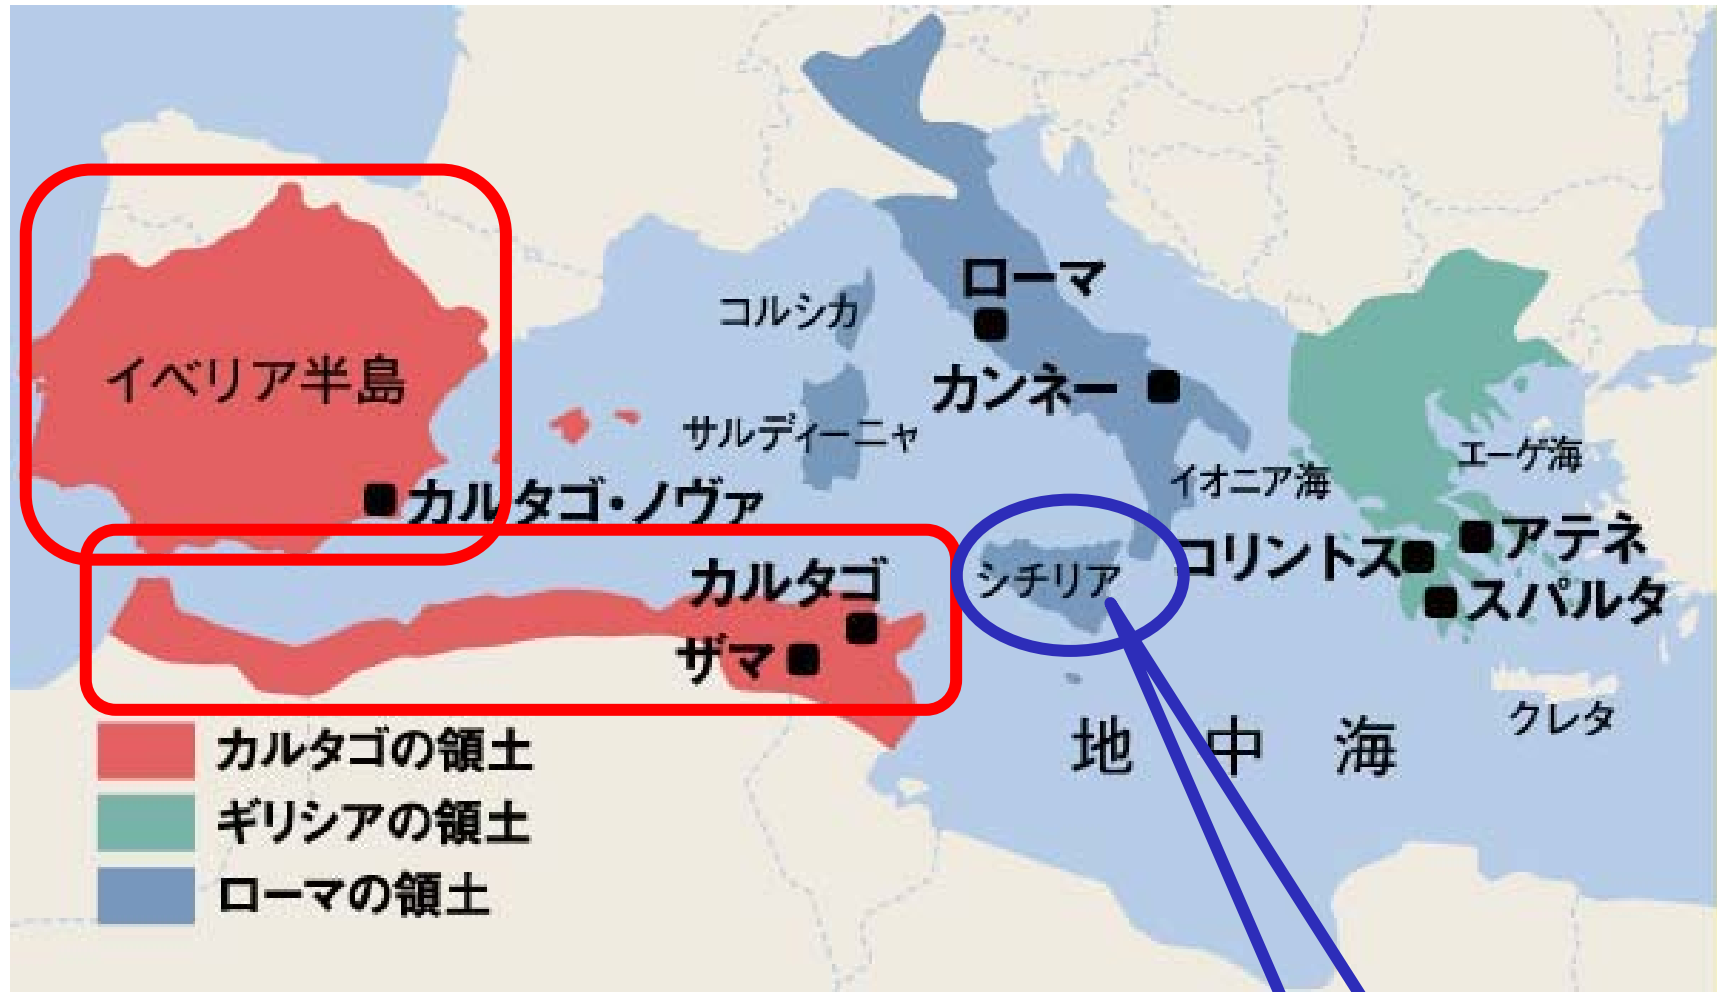 ローマ
コルシカ
カンネー
イベリア半島
サルディーニャ
エーゲ海
イオニア海
カルタゴ・ノヴァ
アテネ
コリントス
カルタゴ
シチリア
スパルタ
ザマ
クレタ
地中海
カルタゴの領土
ギリシアの領土
ローマの領土